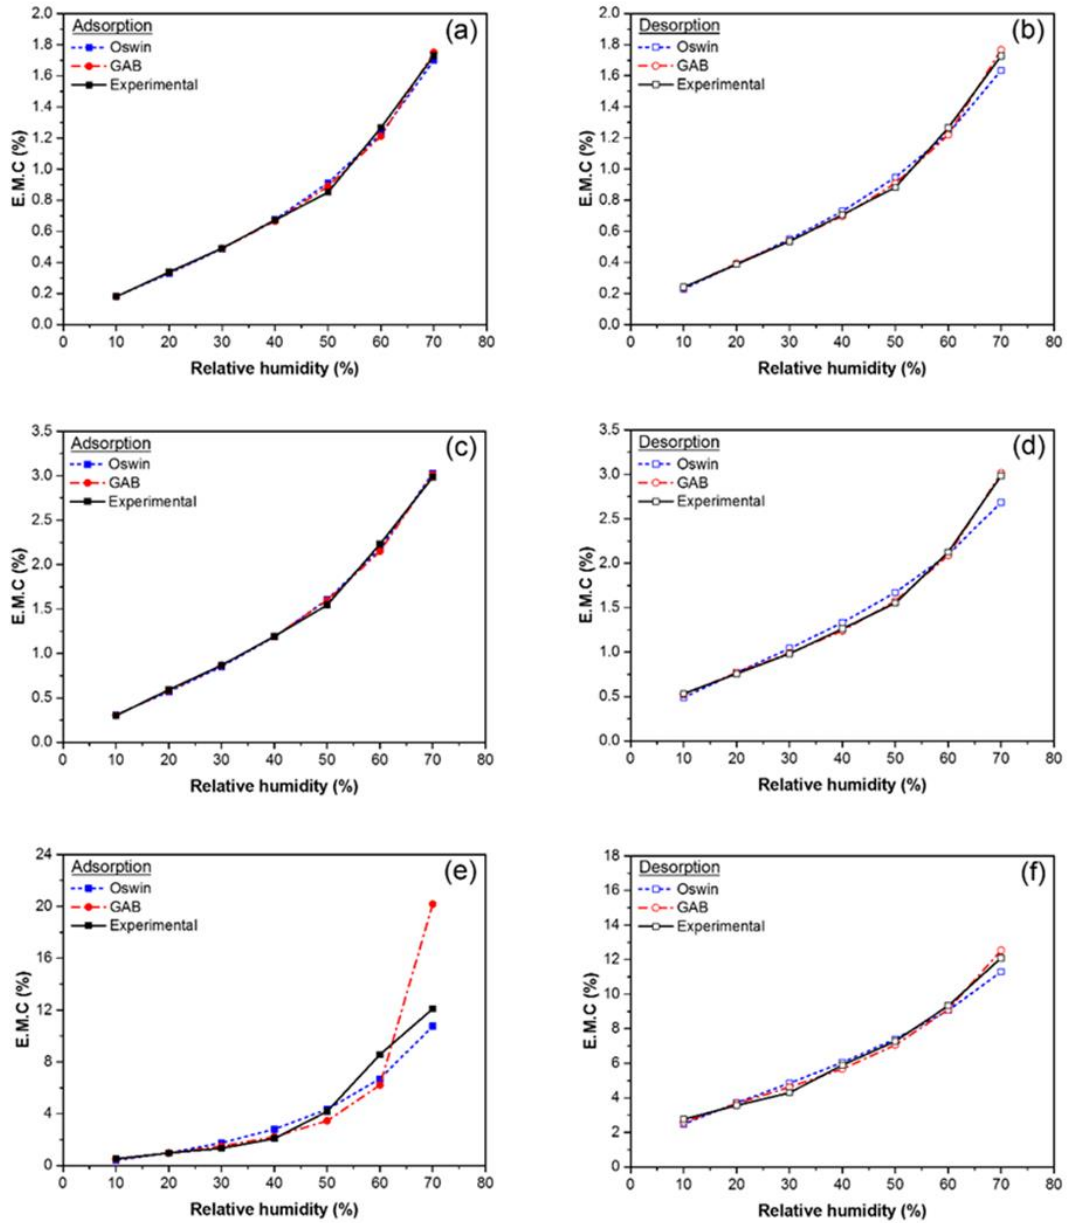 (a)
Adsorption
Oswin
GAB
Experimental
E.M.C (%)
2.0
1.8
1.6
1.4
1.2
1.0
0.8
0.6
0.4
0.2
0.0
0 10 20 30 40 50 60 70 80
Relative humidity (%)
(b)
Desorption
Oswin
GAB
Experimental
E.M.C (%)
2.0
1.8
1.6
1.4
1.2
1.0
0.8
0.6
0.4
0.2
0.0
0 10 20 30 40 50 60 70 80
Relative humidity (%)
(c)
Adsorption
Oswin
GAB
Experimental
E.M.C (%)
3.5
3.0
2.5
2.0
1.5
1.0
0.5
0.0
0 10 20 30 40 50 60 70 80
Relative humidity (%)
(d)
Desorption
Oswin
GAB
Experimental
E.M.C (%)
3.5
3.0
2.5
2.0
1.5
1.0
0.5
0.0
0 10 20 30 40 50 60 70 80
Relative humidity (%)
(e)
Adsorption
Oswin
GAB
Experimental
E.M.C (%)
24
20
16
12
8
4
0
0 10 20 30 40 50 60 70 80
Relative humidity (%)
(f)
Desorption
Oswin
GAB
Experimental
E.M.C (%)
18
16
14
12
10
8
6
4
2
0
0 10 20 30 40 50 60 70 80
Relative humidity (%)